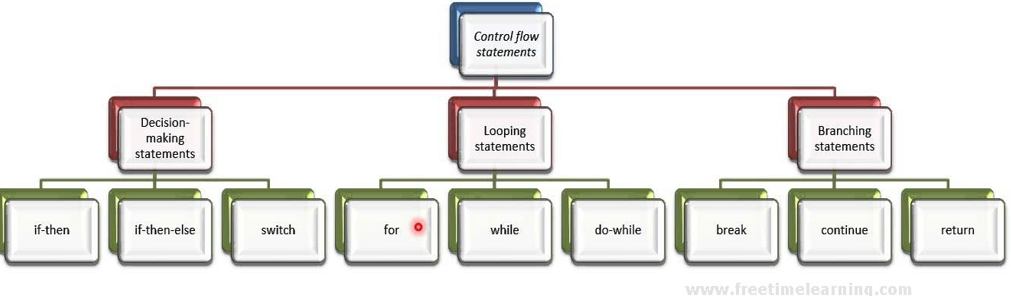 Control flow
statements
Decision-
making
statements
Looping
statements
Branching
statements
if-then
if-then-else
switch
for
while
do-while
break
continue
return
www.freetimelearning.com